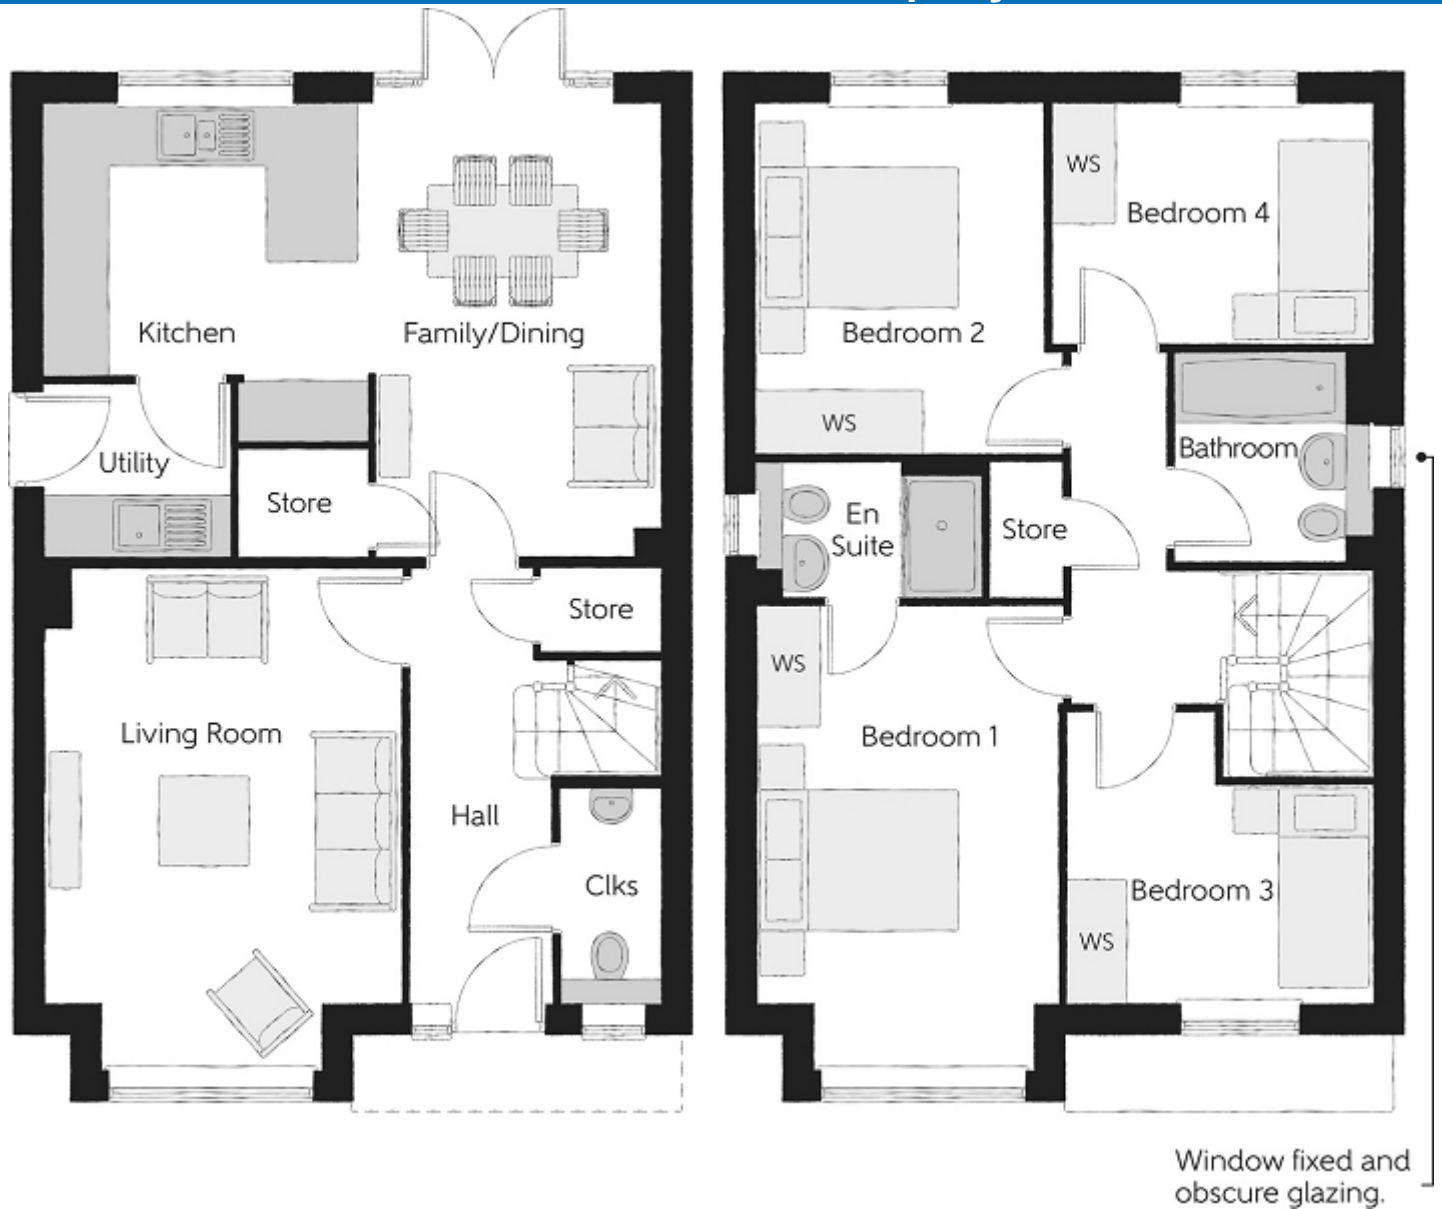 Kitchen
Family/Dining
Utility
Store
Store
Living Room
Hall
Clks
WS
Bedroom 4
Bedroom 2
WS
Bathroom
En
Suite
Store
WS
Bedroom 1
Bedroom 3
WS
Window fixed and
obscure glazing.